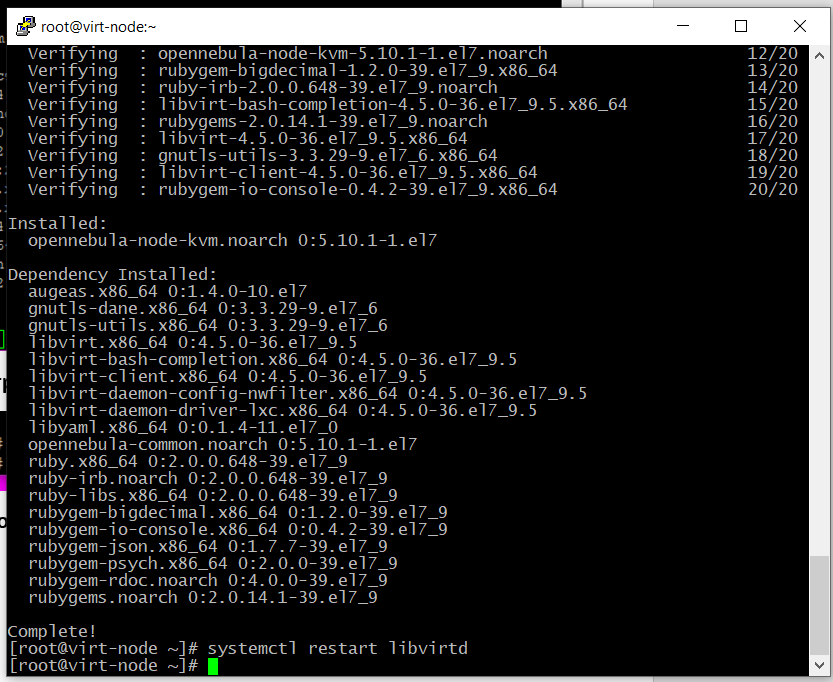 root@virt-node:~
Verifying  : opennebula-node-kvm-5.10.1-1.el7.noarch 12/20
Verifying  : rubygem-bigdecimal-1.2.0-39.el7_9.x86_64 13/20
Verifying  : ruby-irb-2.0.0.648-39.el7_9.noarch 14/20
Verifying  : libvirt-bash-completion-4.5.0-36.el7_9.5.x86_64 15/20
Verifying  : rubygems-2.0.14.1-39.el7_9.noarch 16/20
Verifying  : libvirt-4.5.0-36.el7_9.5.x86_64 17/20
Verifying  : gnutls-utils-3.3.29-9.el7_6.x86_64 18/20
Verifying  : libvirt-client-4.5.0-36.el7_9.5.x86_64 19/20
Verifying  : rubygem-io-console-0.4.2-39.el7_9.x86_64 20/20
Installed:
opennebula-node-kvm.noarch 0:5.10.1-1.el7
Dependency Installed:
augeas.x86_64 0:1.4.0-10.el7
gnutls-dane.x86_64 0:3.3.29-9.el7_6
gnutls-utils.x86_64 0:3.3.29-9.el7_6
libvirt.x86_64 0:4.5.0-36.el7_9.5
libvirt-bash-completion.x86_64 0:4.5.0-36.el7_9.5
libvirt-client.x86_64 0:4.5.0-36.el7_9.5
libvirt-daemon-config-nwfilter.x86_64 0:4.5.0-36.el7_9.5
libvirt-daemon-driver-lxc.x86_64 0:4.5.0-36.el7_9.5
libyaml.x86_64 0:0.1.4-11.el7_0
opennebula-common.noarch 0:5.10.1-1.el7
ruby.x86_64 0:2.0.0.648-39.el7_9
ruby-irb.noarch 0:2.0.0.648-39.el7_9
ruby-libs.x86_64 0:2.0.0.648-39.el7_9
rubygem-bigdecimal.x86_64 0:1.2.0-39.el7_9
rubygem-io-console.x86_64 0:0.4.2-39.el7_9
rubygem-json.x86_64 0:1.7.7-39.el7_9
rubygem-psych.x86_64 0:2.0.0-39.el7_9
rubygem-rdoc.noarch 0:4.0.0-39.el7_9
rubygems.noarch 0:2.0.14.1-39.el7_9
Complete!
[root@virt-node ~]# systemctl restart libvirtd
[root@virt-node ~]#